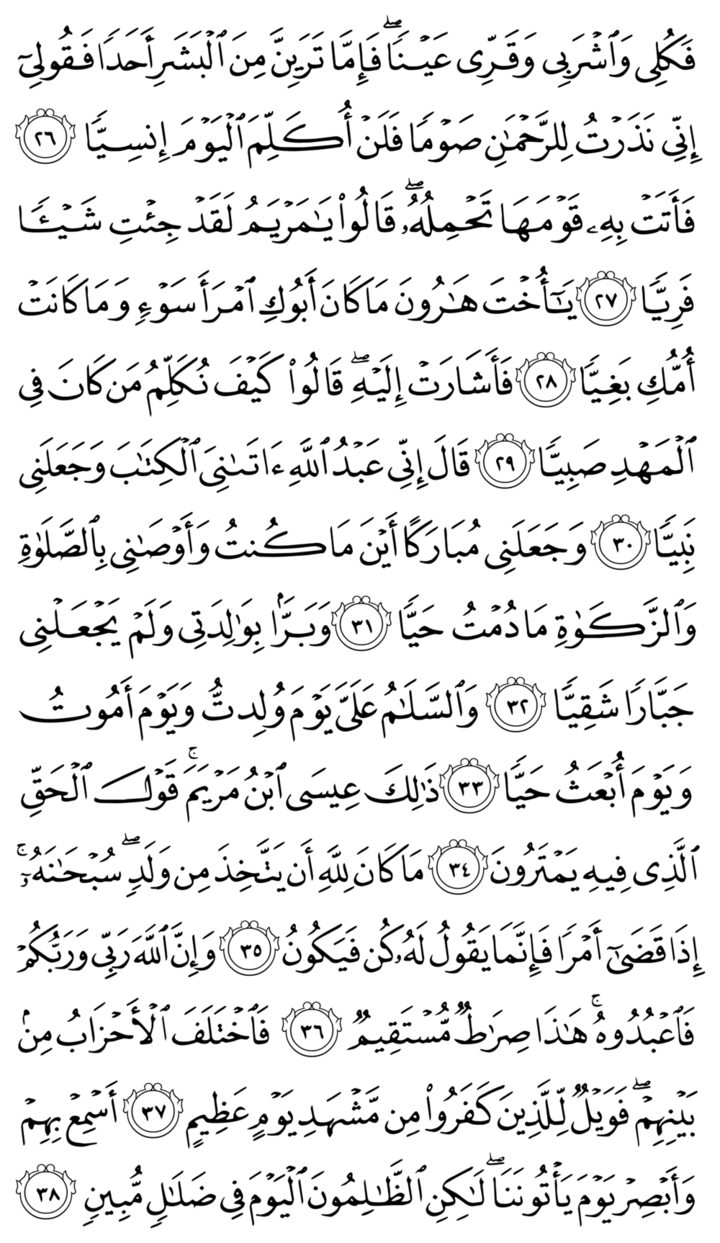 فَكُلِى وَٱشْرَبِى وَقَرِّى عَيْنًاۖ فَإِمَّا تَرَيِنَّ مِنَ ٱلْبَشَرِ أَحَدًا فَقُولِىٓ
إِنِّى نَذَرْتُ لِلرَّحْمَٰنِ صَوْمًا فَلَنْ أُكَلِّمَ ٱلْيَوْمَ إِنسِيًّا ٢٦
فَأَتَتْ بِهِۦ قَوْمَهَا تَحْمِلُهُۥۖ قَالُوا۟ يَٰمَرْيَمُ لَقَدْ جِئْتِ شَيْـًٔا
فَرِيًّا ٢٧ يَٰٓأُخْتَ هَٰرُونَ مَا كَانَ أَبُوكِ ٱمْرَأَ سَوْءٍ وَمَا كَانَتْ
أُمُّكِ بَغِيًّا ٢٨ فَأَشَارَتْ إِلَيْهِۖ قَالُوا۟ كَيْفَ نُكَلِّمُ مَن كَانَ فِى
ٱلْمَهْدِ صَبِيًّا ٢٩ قَالَ إِنِّى عَبْدُ ٱللَّهِ ءَاتَىٰنِىَ ٱلْكِتَٰبَ وَجَعَلَنِى
نَبِيًّا ٣٠ وَجَعَلَنِى مُبَارَكًا أَيْنَ مَا كُنتُ وَأَوْصَٰنِى بِٱلصَّلَوٰةِ
وَٱلزَّكَوٰةِ مَا دُمْتُ حَيًّا ٣١ وَبَرًّۢا بِوَٰلِدَتِى وَلَمْ يَجْعَلْنِى
جَبَّارًا شَقِيًّا ٣٢ وَٱلسَّلَٰمُ عَلَىَّ يَوْمَ وُلِدتُّ وَيَوْمَ أَمُوتُ
وَيَوْمَ أُبْعَثُ حَيًّا ٣٣ ذَٰلِكَ عِيسَى ٱبْنُ مَرْيَمَۚ قَوْلَ ٱلْحَقِّ
ٱلَّذِى فِيهِ يَمْتَرُونَ ٣٤ مَا كَانَ لِلَّهِ أَن يَتَّخِذَ مِن وَلَدٍۖ سُبْحَٰنَهُۥٓۚ
إِذَا قَضَىٰٓ أَمْرًا فَإِنَّمَا يَقُولُ لَهُۥ كُن فَيَكُونُ ٣٥ وَإِنَّ ٱللَّهَ رَبِّى وَرَبُّكُمْ
فَٱعْبُدُوهُۚ هَٰذَا صِرَٰطٌ مُّسْتَقِيمٌ ٣٦ فَٱخْتَلَفَ ٱلْأَحْزَابُ مِنۢ
بَيْنِهِمْۖ فَوَيْلٌ لِّلَّذِينَ كَفَرُوا۟ مِن مَّشْهَدِ يَوْمٍ عَظِيمٍ ٣٧ أَسْمِعْ بِهِمْ
وَأَبْصِرْ يَوْمَ يَأْتُونَنَاۖ لَٰكِنِ ٱلظَّٰلِمُونَ ٱلْيَوْمَ فِى ضَلَٰلٍ مُّبِينٍ ٣٨